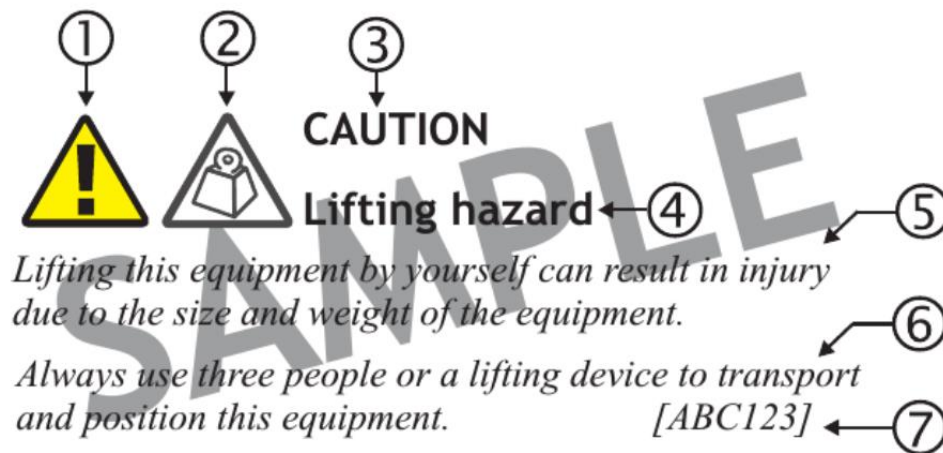 ① ② ③
CAUTION
Lifting hazard ④
⑤
Lifting this equipment by yourself can result in injury
due to the size and weight of the equipment.
⑥
Always use three people or a lifting device to transport
and position this equipment. [ABC123] ⑦
SAMPLE